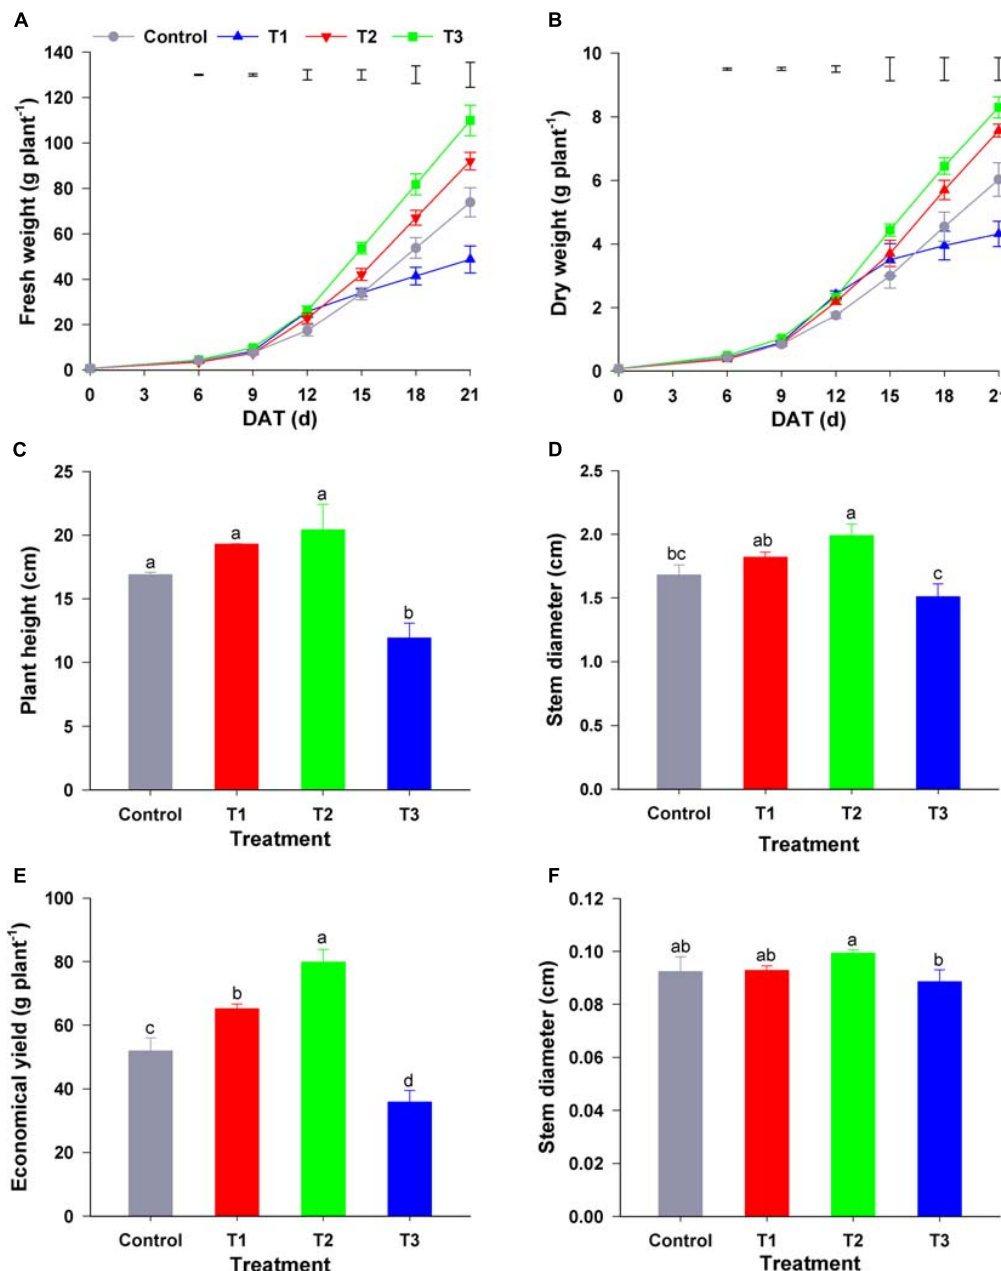 A
Control T1 T2 T3
140
120
100
80
60
40
20
0
Fresh weight (g plant⁻¹)
0 3 6 9 12 15 18 21
DAT (d)
B
10
8
6
4
2
0
Dry weight (g plant⁻¹)
0 3 6 9 12 15 18
DAT (d)
C
25
20
15
10
5
0
Plant height (cm)
a a a b
Control T1 T2 T3
Treatment
D
2.5
2.0
1.5
1.0
0.5
0.0
Stem diameter (cm)
bc ab a c
Control T1 T2 T3
Treatment
E
100
80
60
40
20
0
Economical yield (g plant⁻¹)
c b a d
Control T1 T2 T3
Treatment
F
0.12
0.10
0.08
0.06
0.04
0.02
0.00
Stem diameter (cm)
ab ab a b
Control T1 T2 T3
Treatment